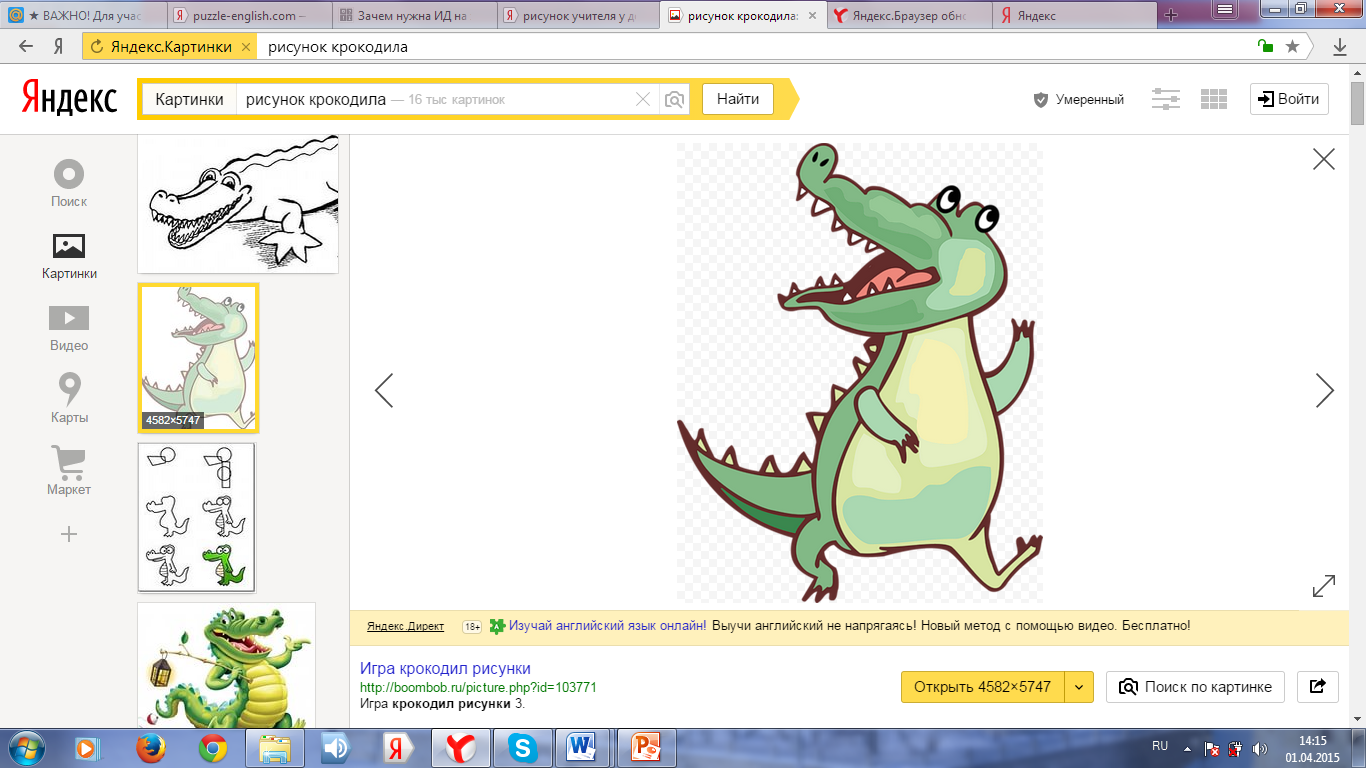 ★ ВАЖНО! Для учас
puzzle-english.com –
Зачем нужна ИД на
рисунок учителя у д
рисунок крокодила:
Яндекс.Браузер обно
Яндекс
Я
Яндекс.Картинки
рисунок крокодила
Яндекс
Картинки
рисунок крокодила — 16 тыс картинок
Найти
Умеренный
Войти
Поиск
Картинки
Видео
Карты
Маркет
4582×5747
Яндекс.Директ
18+
Изучай английский язык онлайн! Выучи английский не напрягаясь! Новый метод с помощью видео. Бесплатно!
Игра крокодил рисунки
http://boombob.ru/picture.php?id=103771
Игра крокодил рисунки 3.
Открыть 4582×5747
Поиск по картинке
RU
14:15
01.04.2015